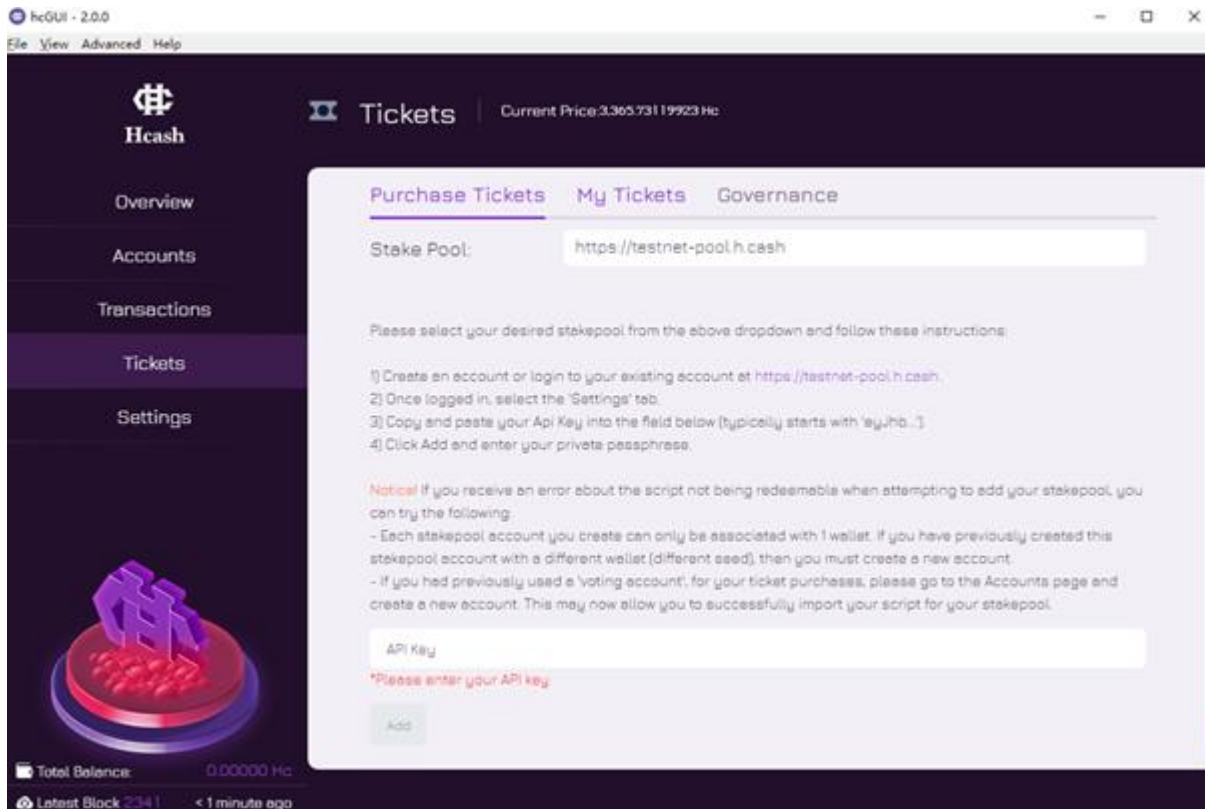 hcGUI - 2.0.0
File View Advanced Help
Hcash
Tickets
Current Price:3,365.73119923 Hc
Overview
Accounts
Transactions
Tickets
Settings
Purchase Tickets
My Tickets
Governance
Stake Pool:
https://testnet-pool.h.cash
Please select your desired stakepool from the above dropdown and follow these instructions:
1) Create an account or login to your existing account at https://testnet-pool.h.cash.
2) Once logged in, select the 'Settings' tab.
3) Copy and paste your Api Key into the field below (typically starts with 'eyJhb...').
4) Click Add and enter your private passphrase.
Notice! If you receive an error about the script not being redeemable when attempting to add your stakepool, you
can try the following:
- Each stakepool account you create can only be associated with 1 wallet. If you have previously created this
stakepool account with a different wallet (different seed), then you must create a new account.
- If you had previously used a 'voting account', for your ticket purchases, please go to the Accounts page and
create a new account. This may now allow you to successfully import your script for your stakepool.
API Key
*Please enter your API key
Add
Total Balance: 0.00000 Hc
Latest Block 2341 < 1 minute ago